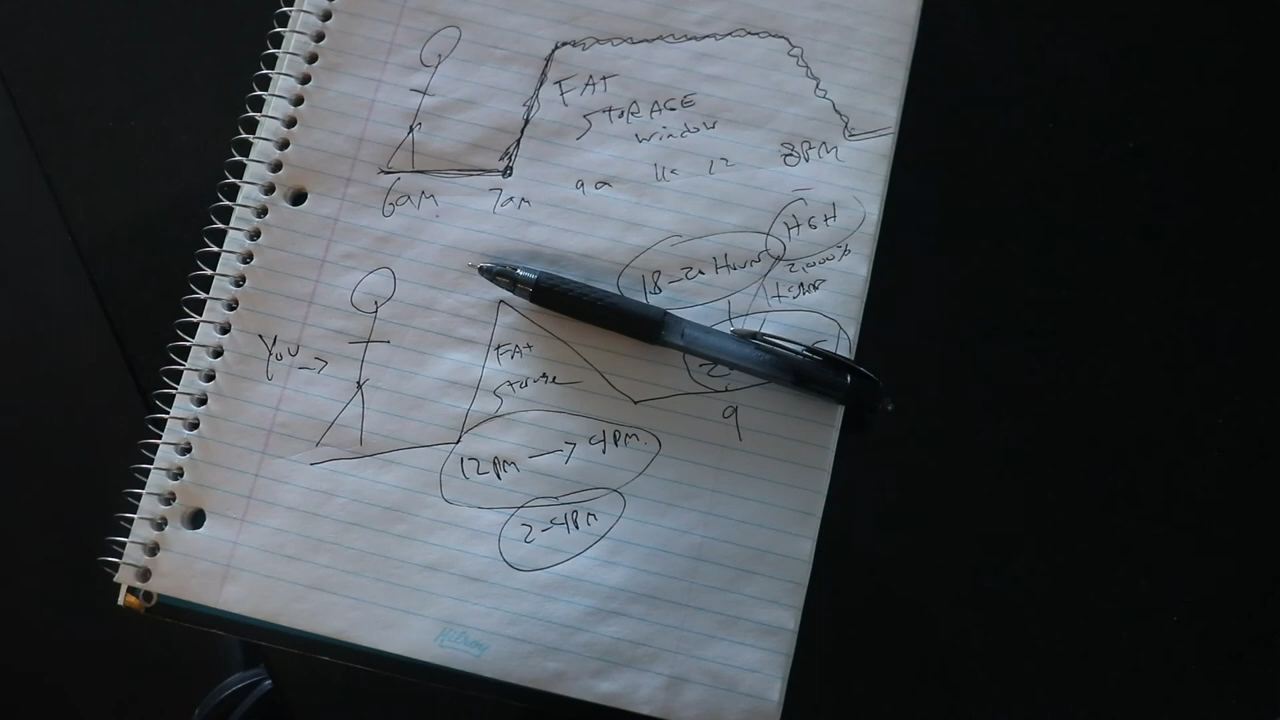 FAt
StoRAGE
window
8PM
9a 11a 12
6am 7am
HGH
2,000%
18-20 Hours
You →
FAt
Storage
9
12pm → 4pm.
2-4pm
Hilroy